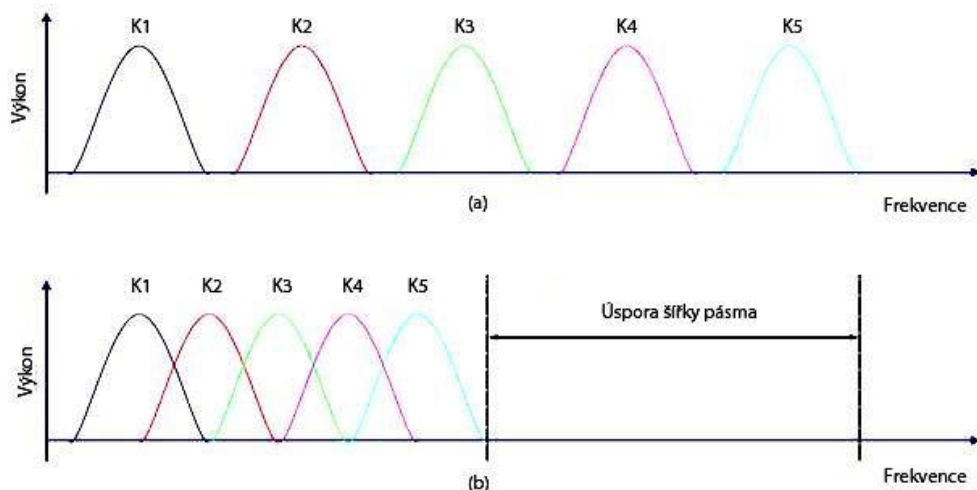 K1 K2 K3 K4 K5
Výkon
(a)
Frekvence
K1 K2 K3 K4 K5
Úspora šířky pásma
Výkon
(b)
Frekvence